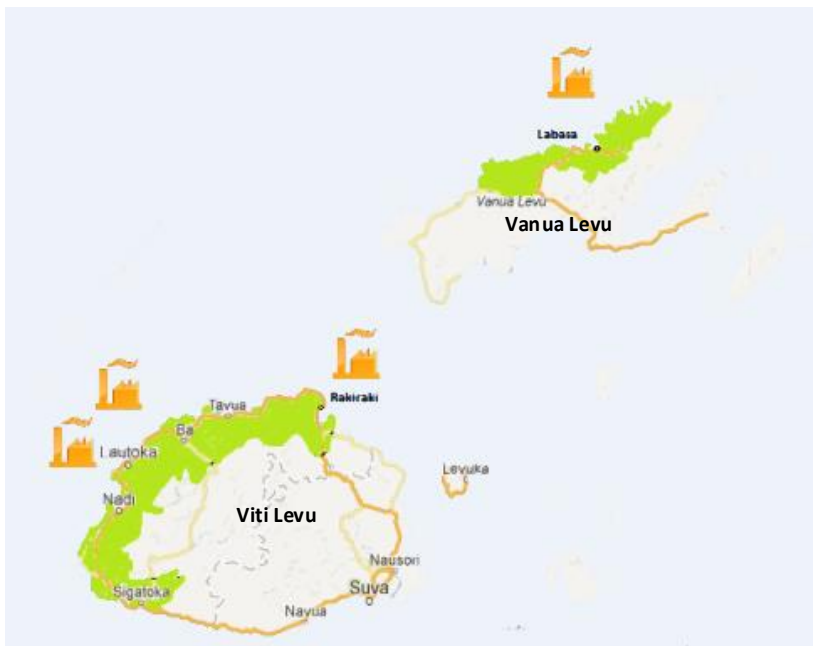 Labasa
Vanua Levu
Vanua Levu
Rakiraki
Tavua
Ba
Lautoka
Levuka
Nadi
Viti Levu
Nausori
Sigatoka
Suva
Navua